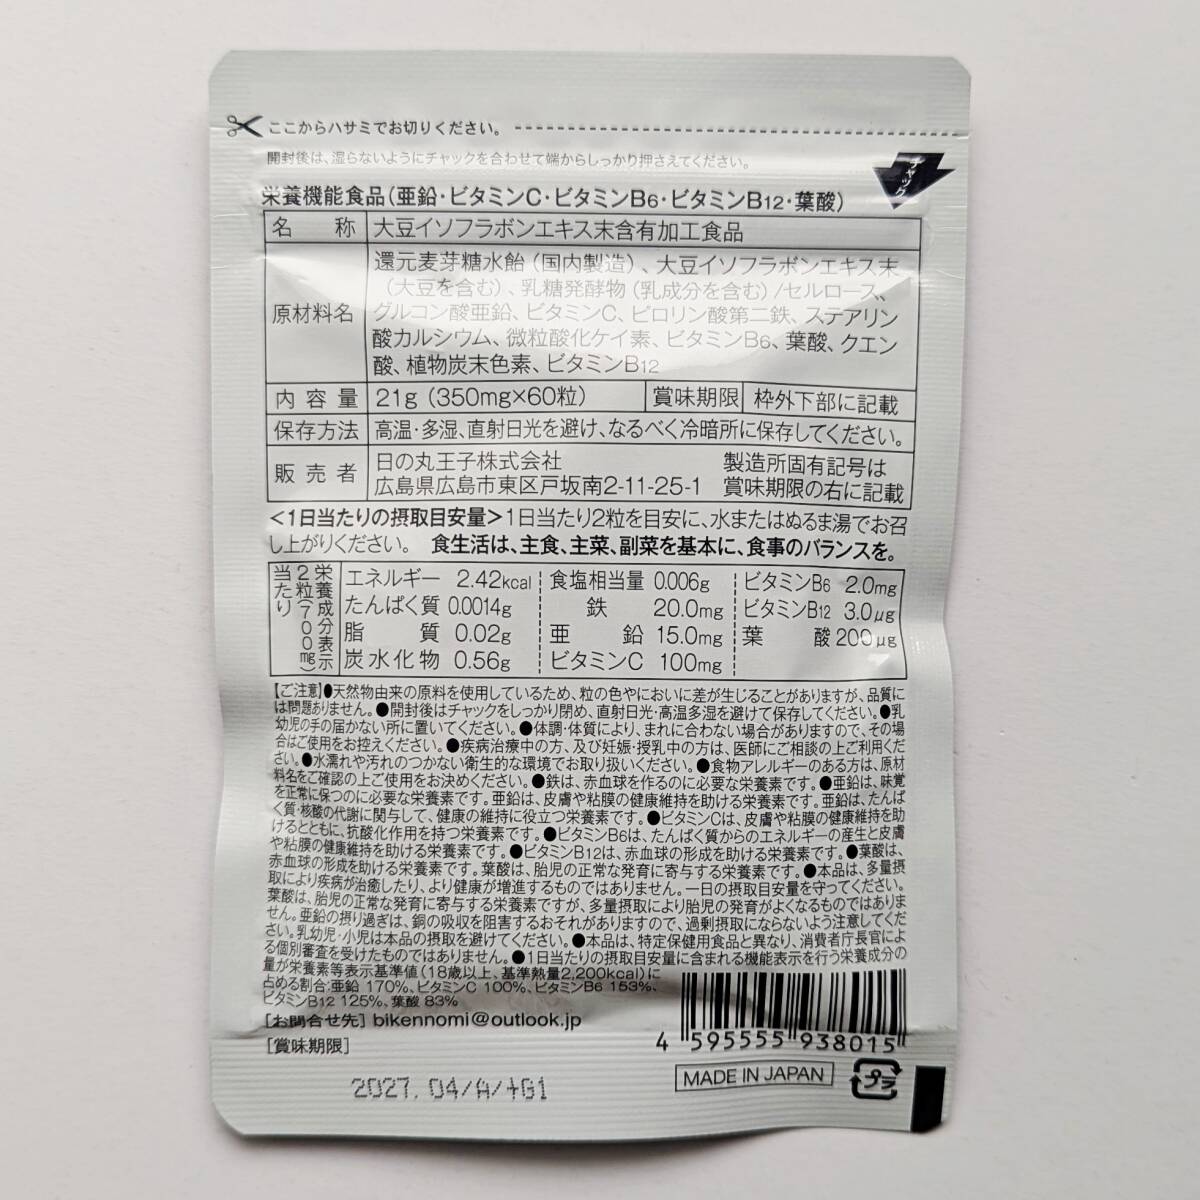 ここからハサミでお切りください。
開封後は、湿らないようにチャックを合わせて端からしっかり押さえてください。
チャック
栄養機能食品(亜鉛・ビタミンC・ビタミンB6・ビタミンB12・葉酸)
名 称 大豆イソフラボンエキス末含有加工食品
原材料名 還元麦芽糖水飴(国内製造)、大豆イソフラボンエキス末
(大豆を含む)、乳糖発酵物(乳成分を含む)/セルロース、
グルコン酸亜鉛、ビタミンC、ピロリン酸第二鉄、ステアリン
酸カルシウム、微粒酸化ケイ素、ビタミンB6、葉酸、クエン
酸、植物炭末色素、ビタミンB12
内容量 21g(350mg×60粒) 賞味期限 枠外下部に記載
保存方法 高温・多湿、直射日光を避け、なるべく冷暗所に保存してください。
販売者 日の丸王子株式会社 製造所固有記号は
広島県広島市東区戸坂南2-11-25-1 賞味期限の右に記載
<1日当たりの摂取目安量>1日当たり2粒を目安に、水またはぬるま湯でお召
し上がりください。 食生活は、主食、主菜、副菜を基本に、食事のバランスを。
栄養成分表示
2粒(700mg)
当たり
エネルギー 2.42kcal 食塩相当量 0.006g ビタミンB6 2.0mg
たんぱく質 0.0014g 鉄 20.0mg ビタミンB12 3.0μg
脂質 0.02g 亜鉛 15.0mg 葉酸 200μg
炭水化物 0.56g ビタミンC 100mg
【ご注意】●天然物由来の原料を使用しているため、粒の色やにおいに差が生じることがありますが、品質に
は問題ありません。●開封後はチャックをしっかり閉め、直射日光・高温多湿を避けて保存してください。●乳
幼児の手の届かない所に置いてください。●体調・体質により、まれに合わない場合がありますので、その場
合はご使用をお控えください。●疾病治療中の方、及び妊娠・授乳中の方は、医師にご相談の上ご利用くだ
さい。●水濡れや汚れのつかない衛生的な環境でお取り扱いください。●食物アレルギーのある方は、原材
料名をご確認の上ご使用をお決めください。●鉄は、赤血球を作るのに必要な栄養素です。●亜鉛は、味覚
を正常に保つのに必要な栄養素です。亜鉛は、皮膚や粘膜の健康維持を助ける栄養素です。亜鉛は、たんぱ
く質・核酸の代謝に関与して、健康の維持に役立つ栄養素です。●ビタミンCは、皮膚や粘膜の健康維持を助
けるとともに、抗酸化作用を持つ栄養素です。●ビタミンB6は、たんぱく質からのエネルギーの産生と皮膚
や粘膜の健康維持を助ける栄養素です。●ビタミンB12は、赤血球の形成を助ける栄養素です。●葉酸は、
赤血球の形成を助ける栄養素です。葉酸は、胎児の正常な発育に寄与する栄養素です。●本品は、多量摂
取により疾病が治癒したり、より健康が増進するものではありません。一日の摂取目安量を守ってください。
葉酸は、胎児の正常な発育に寄与する栄養素ですが、多量摂取により胎児の発育がよくなるものではありま
せん。亜鉛の摂り過ぎは、銅の吸収を阻害するおそれがありますので、過剰摂取にならないよう注意してくだ
さい。乳幼児・小児は本品の摂取を避けてください。●本品は、特定保健用食品と異なり、消費者庁長官によ
る個別審査を受けたものではありません。●1日当たりの摂取目安量に含まれる機能表示を行う栄養成分の
量が栄養素等表示基準値(18歳以上、基準熱量2,200kcal)に
占める割合:亜鉛 170%、ビタミンC 100%、ビタミンB6 153%、
ビタミンB12 125%、葉酸 83%
[お問合せ先] bikennomi@outlook.jp
[賞味期限]
4 595555 938015
MADE IN JAPAN
プラ
2027.04/A/+G1